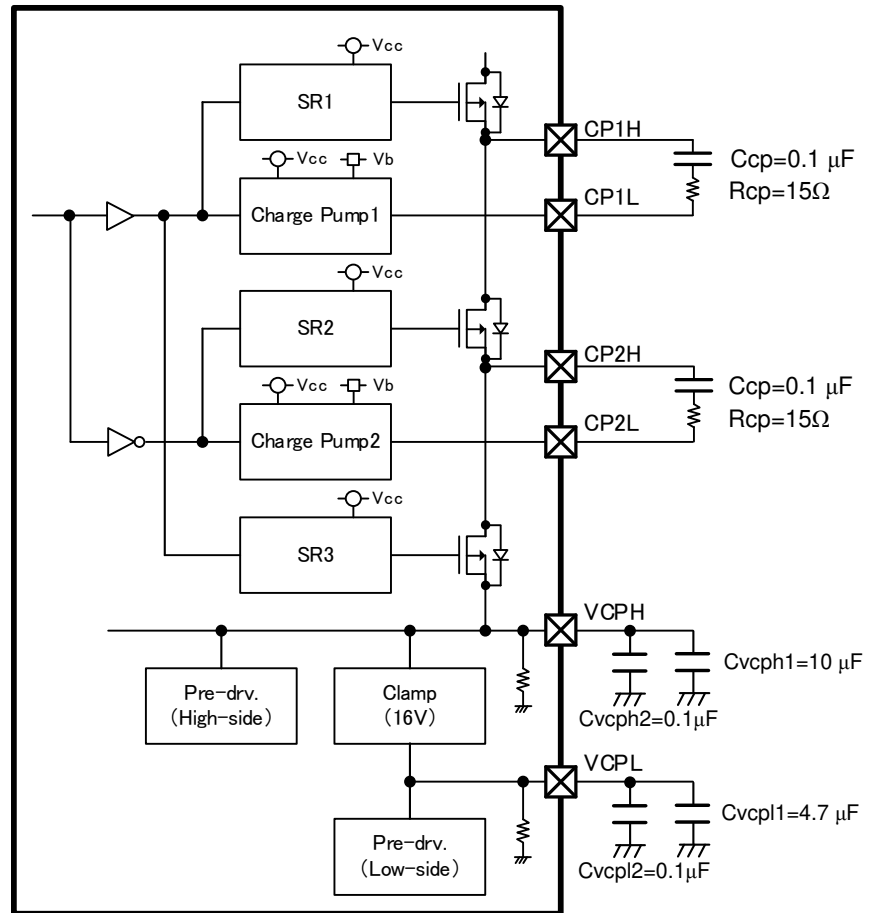 Vcc
SR1
CP1H
Vcc
Vb
Ccp=0.1 μF
Rcp=15Ω
Charge Pump1
CP1L
Vcc
SR2
CP2H
Vcc
Vb
Ccp=0.1 μF
Rcp=15Ω
Charge Pump2
CP2L
Vcc
SR3
VCPH
Pre-drv.
(High-side)
Clamp
(16V)
Cvcph1=10 μF
Cvcph2=0.1μF
VCPL
Pre-drv.
(Low-side)
Cvcpl1=4.7 μF
Cvcpl2=0.1μF